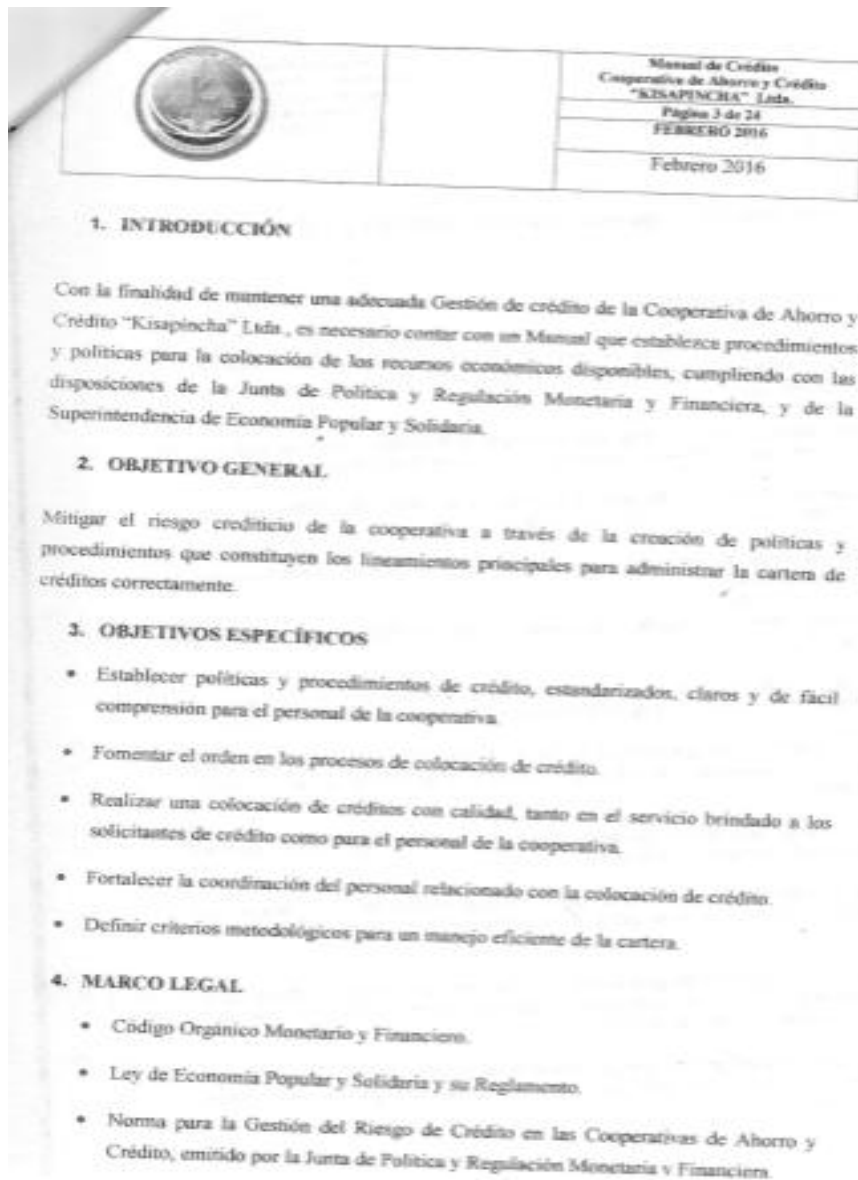 Manual de Crédito
Cooperativa de Ahorro y Crédito
"KISAPINCHA" Ltda.
Página 3 de 24
FEBRERO 2016
Febrero 2016
1. INTRODUCCIÓN
Con la finalidad de mantener una adecuada Gestión de crédito de la Cooperativa de Ahorro y
Crédito "Kisapincha" Ltda., es necesario contar con un Manual que establezca procedimientos
y políticas para la colocación de los recursos económicos disponibles, cumpliendo con las
disposiciones de la Junta de Política y Regulación Monetaria y Financiera, y de la
Superintendencia de Economía Popular y Solidaria.
2. OBJETIVO GENERAL
Mitigar el riesgo crediticio de la cooperativa a través de la creación de políticas y
procedimientos que constituyen los lineamientos principales para administrar la cartera de
créditos correctamente.
3. OBJETIVOS ESPECÍFICOS
• Establecer políticas y procedimientos de crédito, estandarizados, claros y de fácil
comprensión para el personal de la cooperativa.
• Fomentar el orden en los procesos de colocación de crédito.
• Realizar una colocación de créditos con calidad, tanto en el servicio brindado a los
solicitantes de crédito como para el personal de la cooperativa.
• Fortalecer la coordinación del personal relacionado con la colocación de crédito.
• Definir criterios metodológicos para un manejo eficiente de la cartera.
4. MARCO LEGAL
• Código Orgánico Monetario y Financiero.
• Ley de Economía Popular y Solidaria y su Reglamento.
• Norma para la Gestión del Riesgo de Crédito en las Cooperativas de Ahorro y
Crédito, emitido por la Junta de Política y Regulación Monetaria y Financiera.